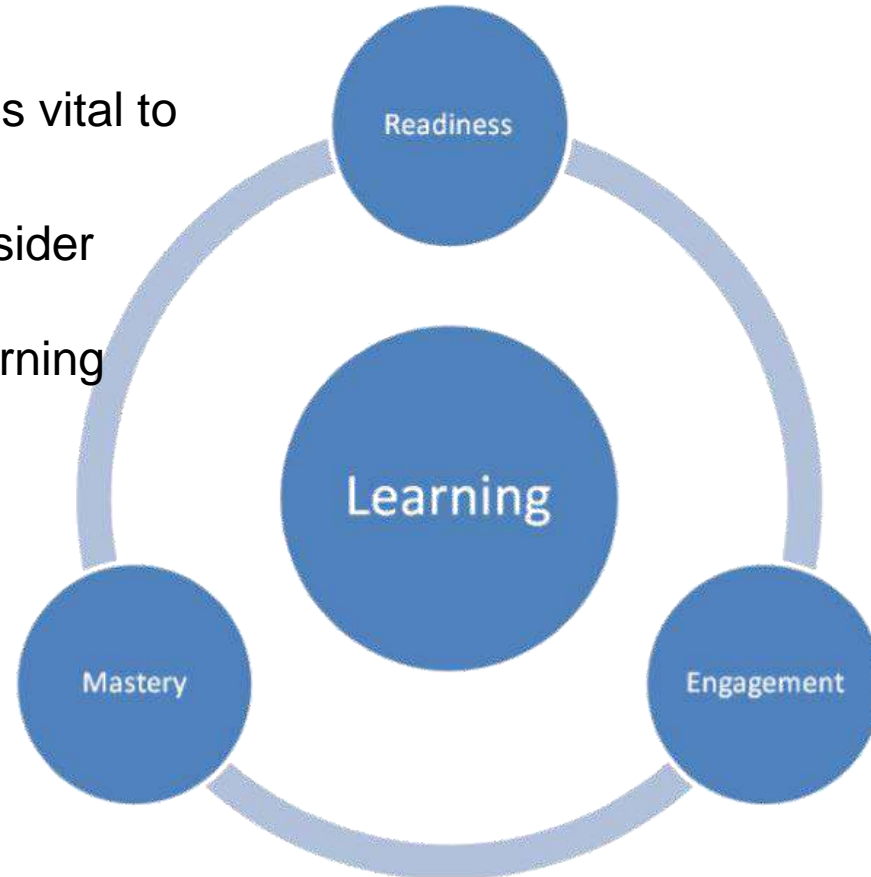 s vital to
sider
rning
Readiness
Learning
Mastery
Engagement